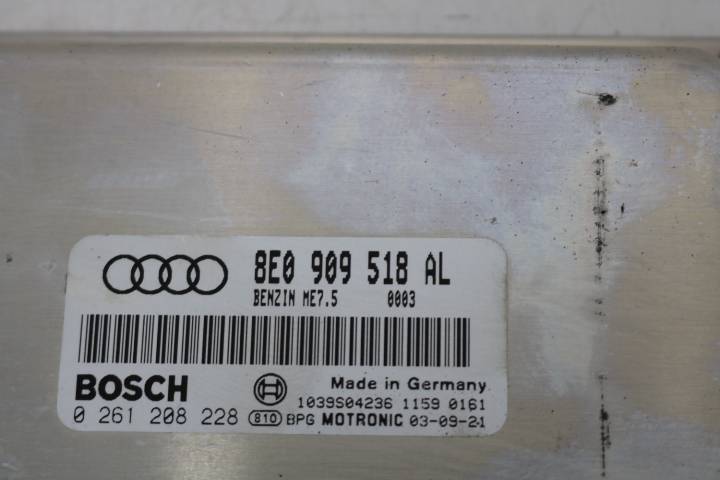 8E0 909 518 AL
BENZIN ME7.5 0003
BOSCH
Made in Germany
1039S04236 1159 0161
0 261 208 228 810 BPG MOTRONIC 03-09-21